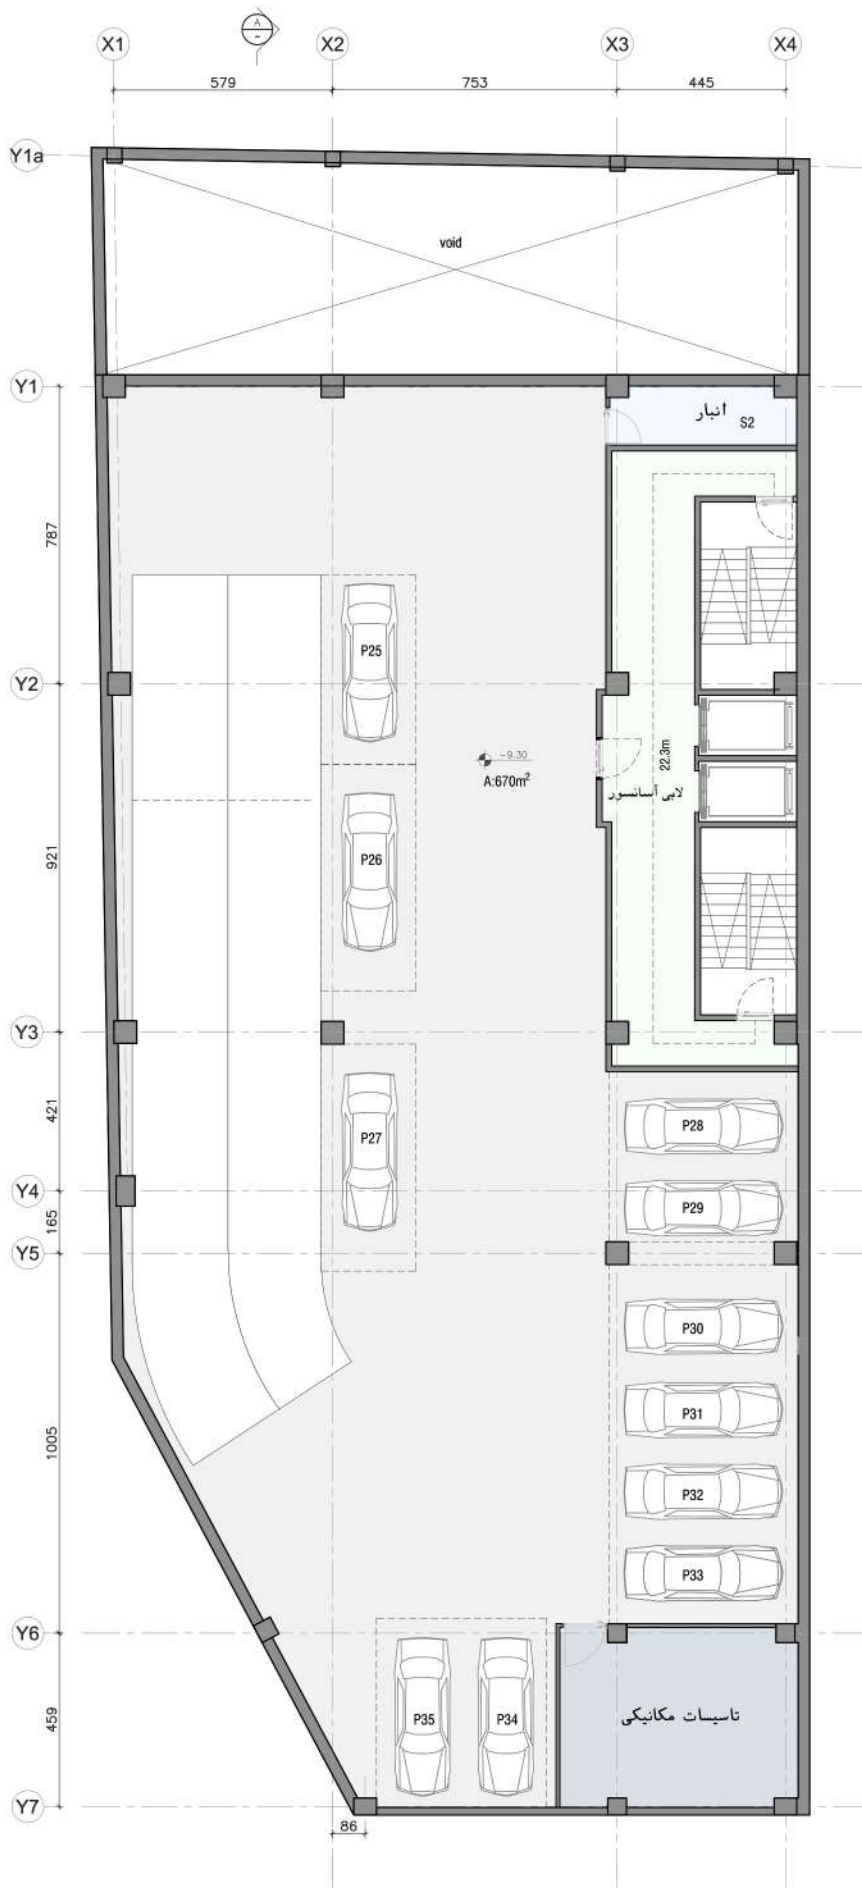 A
-
X1
X2
X3
X4
579
753
445
Y1a
void
Y1
انبار
S2
787
P25
Y2
-9.30
A:670m²
22.3m
لابی آسانسور
921
P26
Y3
421
P28
P27
Y4
P29
165
Y5
P30
P31
1005
P32
P33
Y6
تاسیسات مکانیکی
459
P35
P34
Y7
86